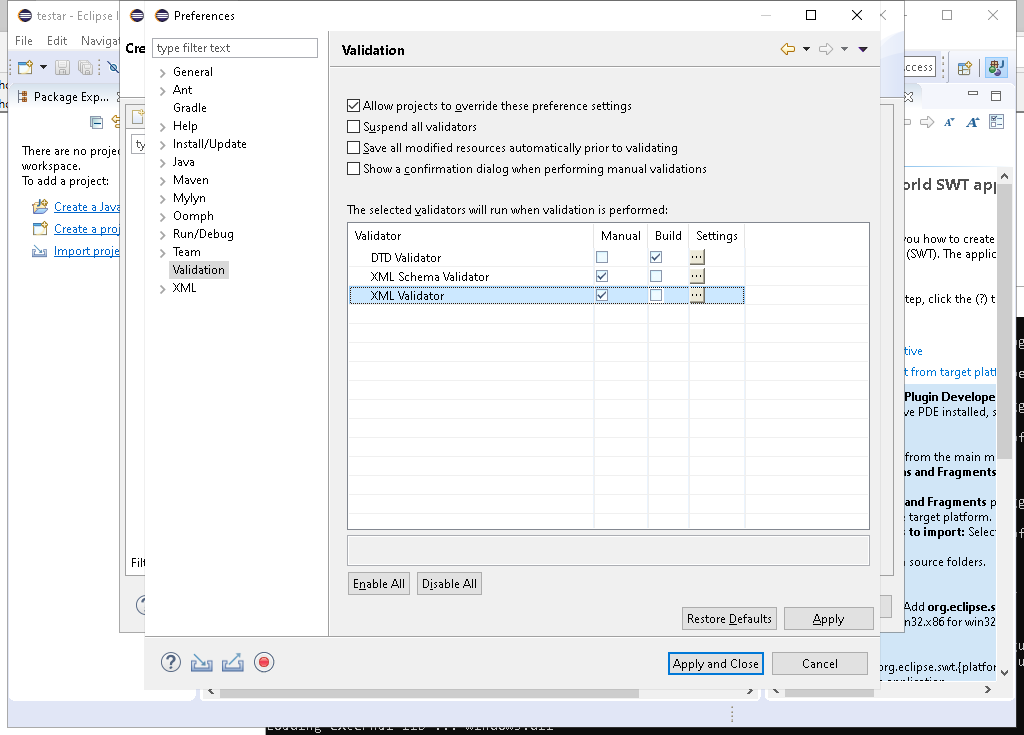 testar - Eclipse I
Preferences
File Edit Navigat
Cre
type filter text
Validation
ccess
Package Exp...
General
Ant
Gradle
Help
Install/Update
Java
Maven
Mylyn
Oomph
Run/Debug
Team
Validation
XML
Allow projects to override these preference settings
Suspend all validators
Save all modified resources automatically prior to validating
Show a confirmation dialog when performing manual validations
The selected validators will run when validation is performed:
Validator Manual Build Settings
DTD Validator
XML Schema Validator
XML Validator
Enable All Disable All
Restore Defaults Apply
Apply and Close Cancel
There are no projec
workspace.
To add a project:
Create a Java
Create a proj
Import proje
ty
Filt
orld SWT app
you how to create
(SWT). The applic
tep, click the (?) t
tive
t from target platf
Plugin Develope
ve PDE installed, s
from the main m
ns and Fragments
and Fragments p
target platform.
to import: Selec
source folders.
Add org.eclipse.s
n32.x86 for win32
org.eclipse.swt.{platfor
application
Loading external lib ... windows.dll